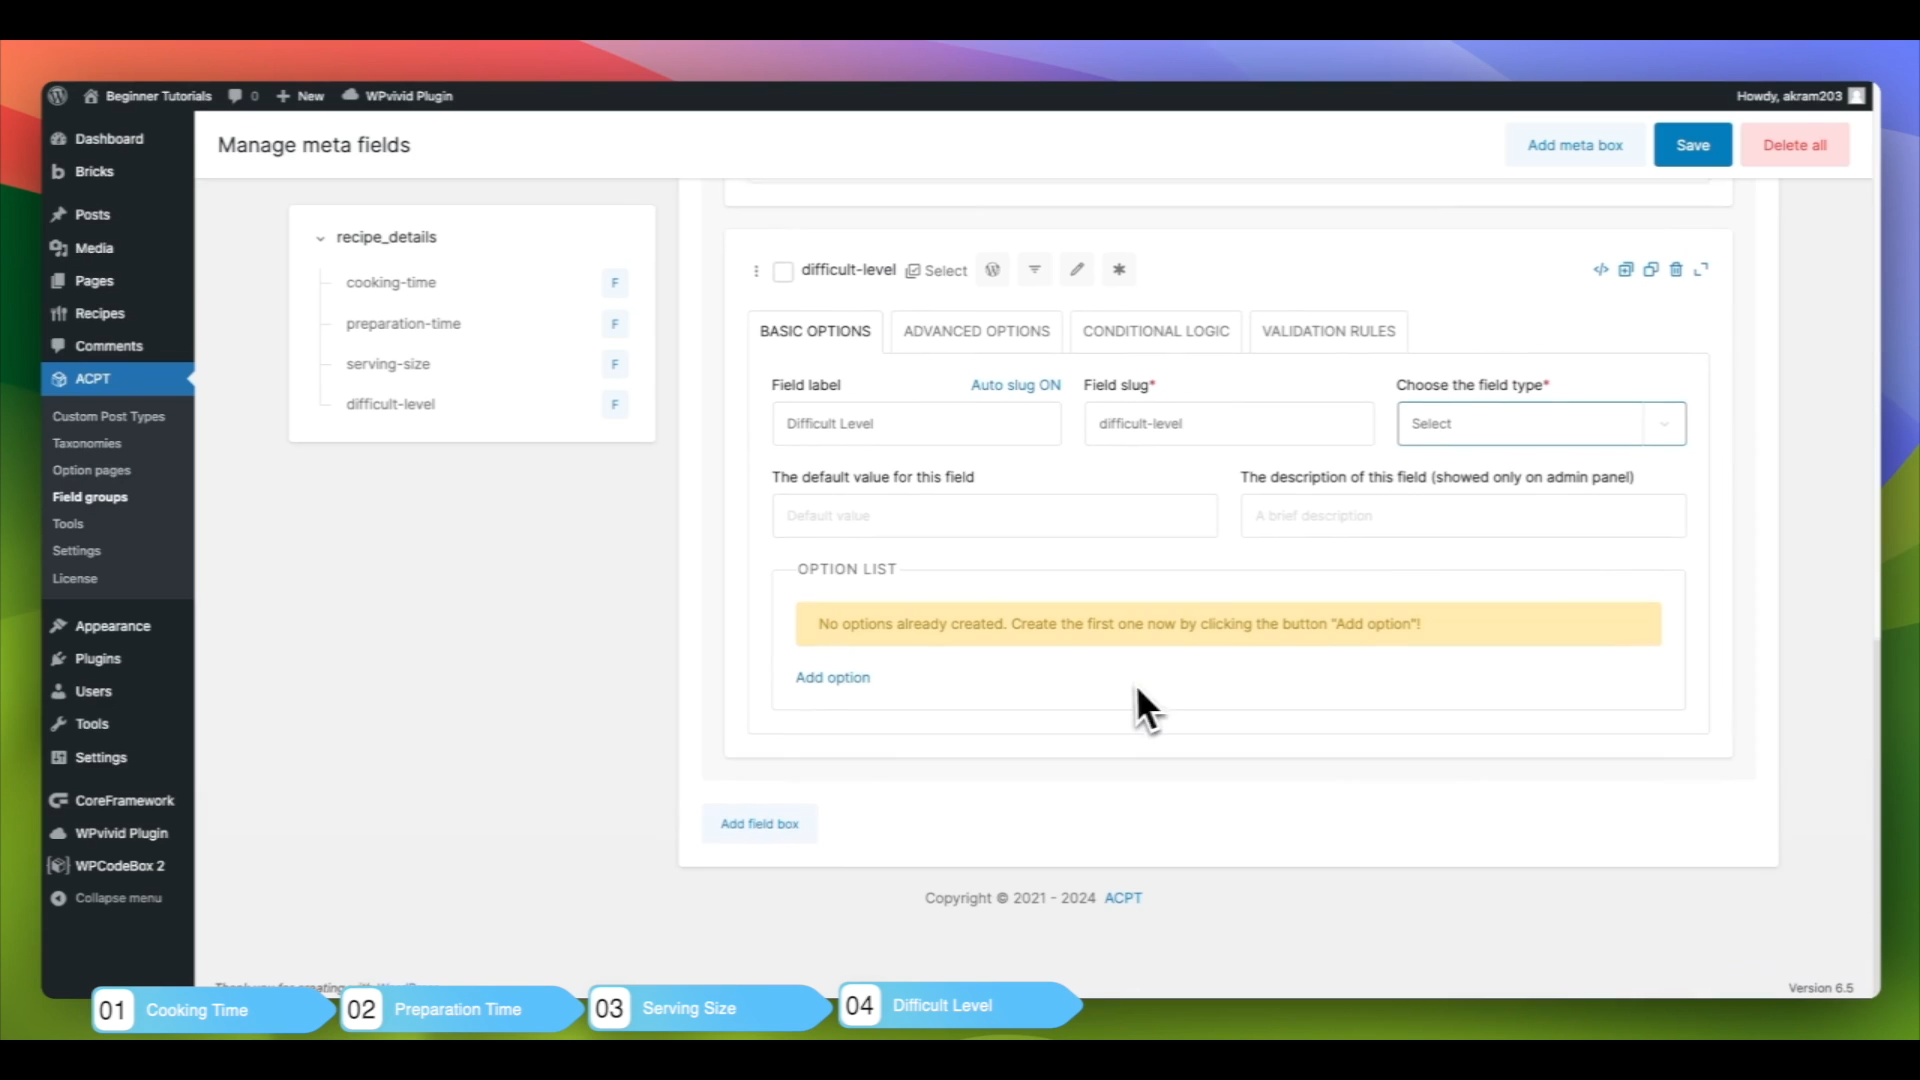 Beginner Tutorials 0 New WPvivid Plugin Howdy, akram203
Dashboard
Bricks
Posts
Media
Pages
Recipes
Comments
ACPT
Custom Post Types
Taxonomies
Option pages
Field groups
Tools
Settings
License
Appearance
Plugins
Users
Tools
Settings
CoreFramework
WPvivid Plugin
WPCodeBox 2
Collapse menu
Manage meta fields
Add meta box Save Delete all
recipe_details
cooking-time F
preparation-time F
serving-size F
difficult-level F
difficult-level Select
BASIC OPTIONS ADVANCED OPTIONS CONDITIONAL LOGIC VALIDATION RULES
Field label Auto slug ON Field slug* Choose the field type*
Difficult Level difficult-level Select
The default value for this field The description of this field (showed only on admin panel)
Default value A brief description
OPTION LIST
No options already created. Create the first one now by clicking the button "Add option"!
Add option
Add field box
Copyright © 2021 - 2024 ACPT
Version 6.5
01 Cooking Time 02 Preparation Time 03 Serving Size 04 Difficult Level